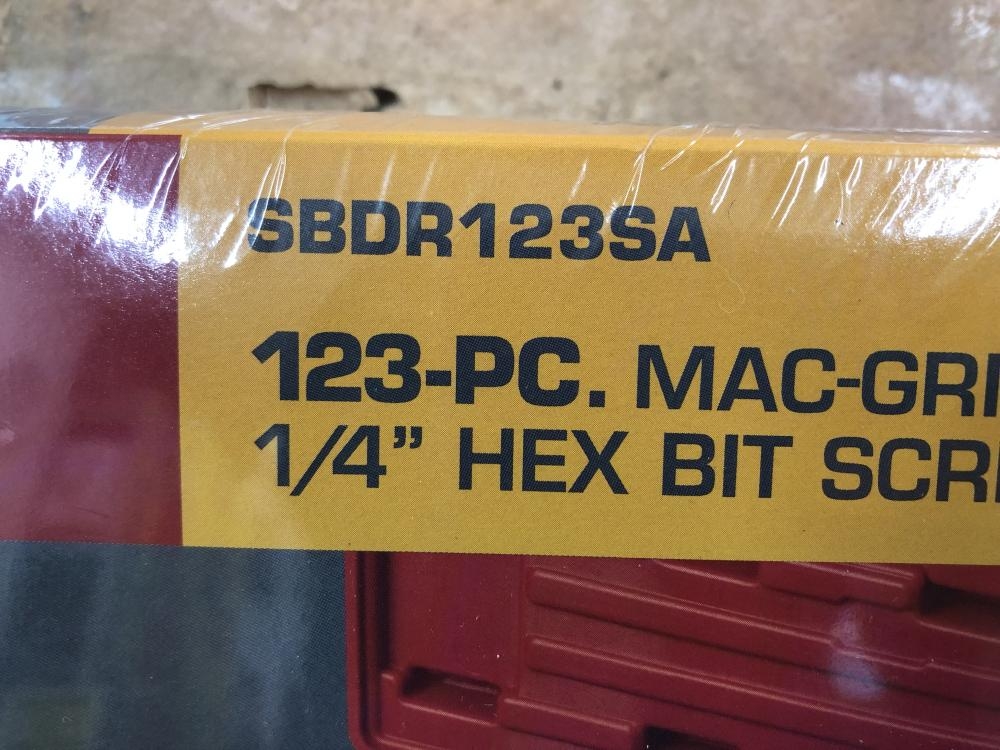 SBDR123SA
123-PC. MAC-GRI
1/4” HEX BIT SCR